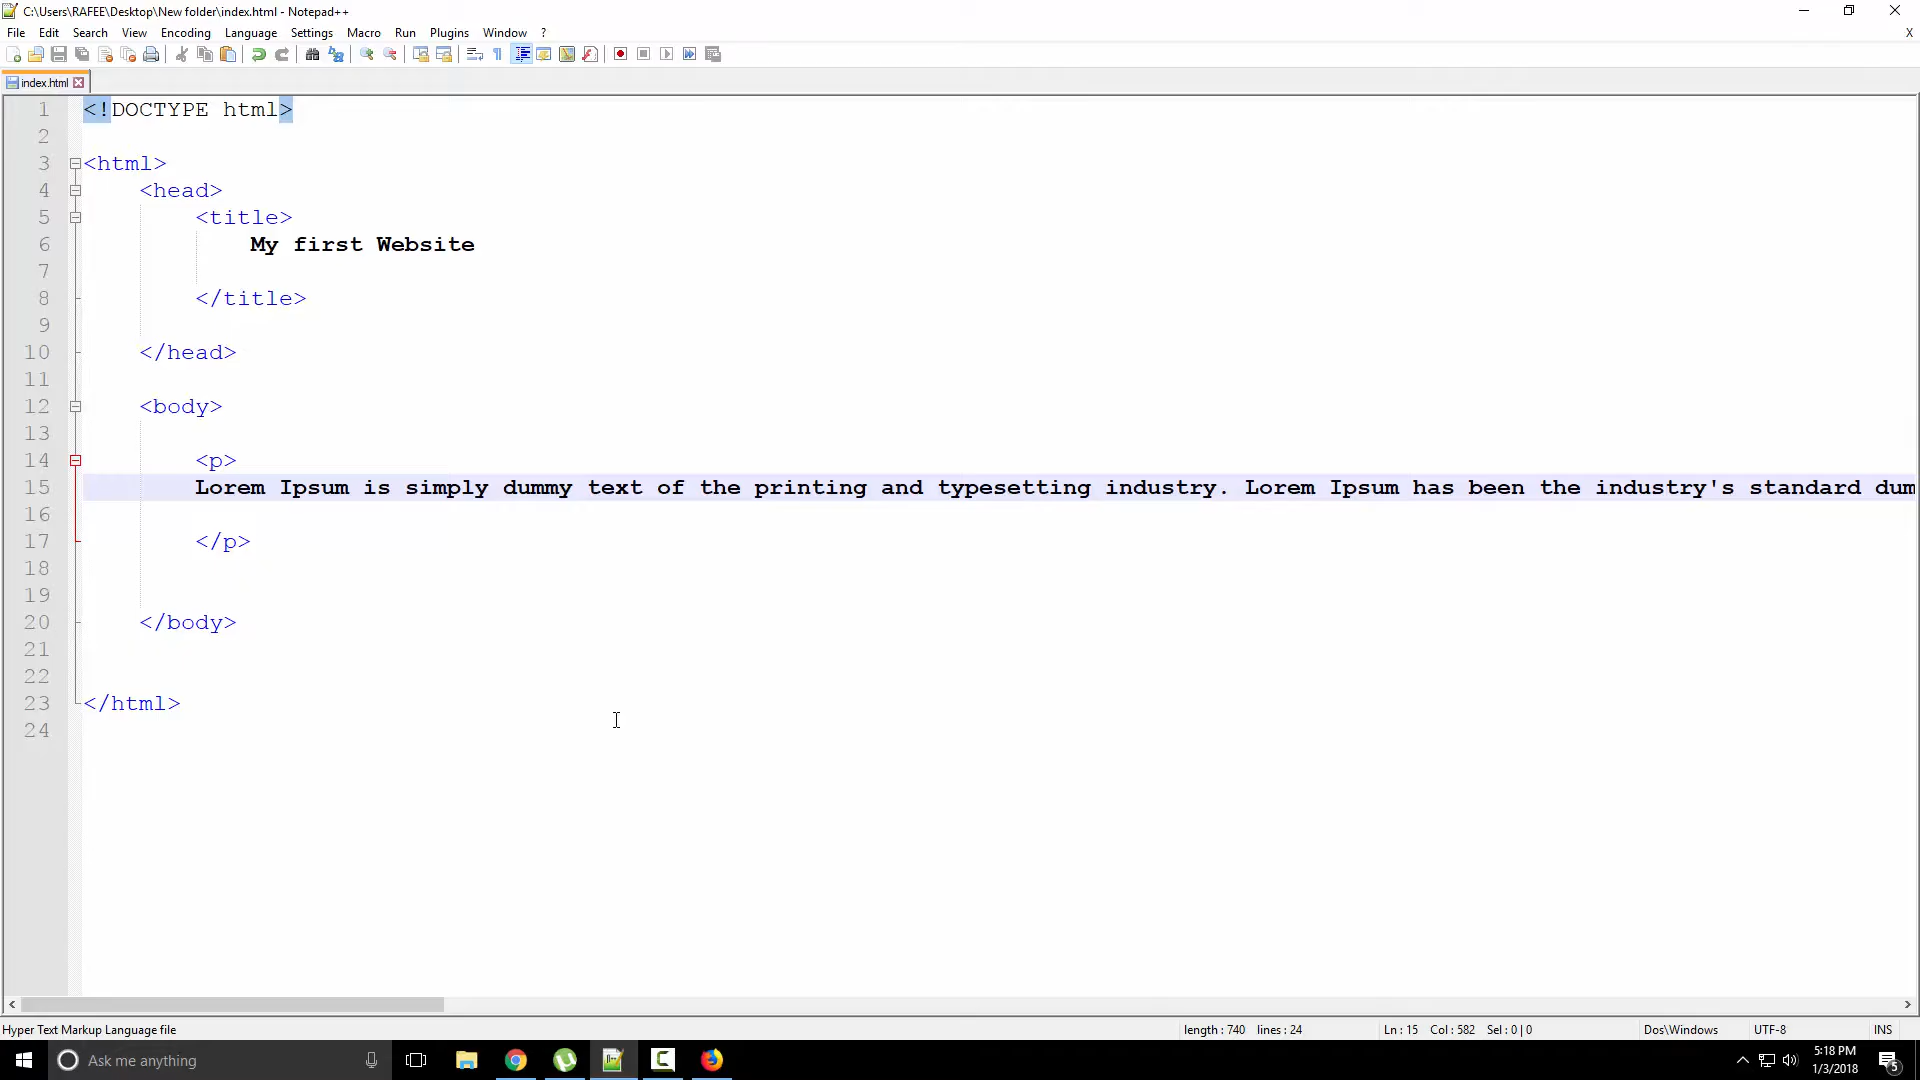 C:\Users\RAFEE\Desktop\New folder\index.html - Notepad++
File Edit Search View Encoding Language Settings Macro Run Plugins Window ? X
index.html
1 <!DOCTYPE html>
2
3 <html>
4 <head>
5 <title>
6 My first Website
7
8 </title>
9
10 </head>
11
12 <body>
13
14 <p>
15 Lorem Ipsum is simply dummy text of the printing and typesetting industry. Lorem Ipsum has been the industry's standard dum
16
17 </p>
18
19
20 </body>
21
22
23 </html>
24
Hyper Text Markup Language file length : 740 lines : 24 Ln : 15 Col : 582 Sel : 0 | 0 Dos\Windows UTF-8 INS
Ask me anything
5:18 PM
1/3/2018
5